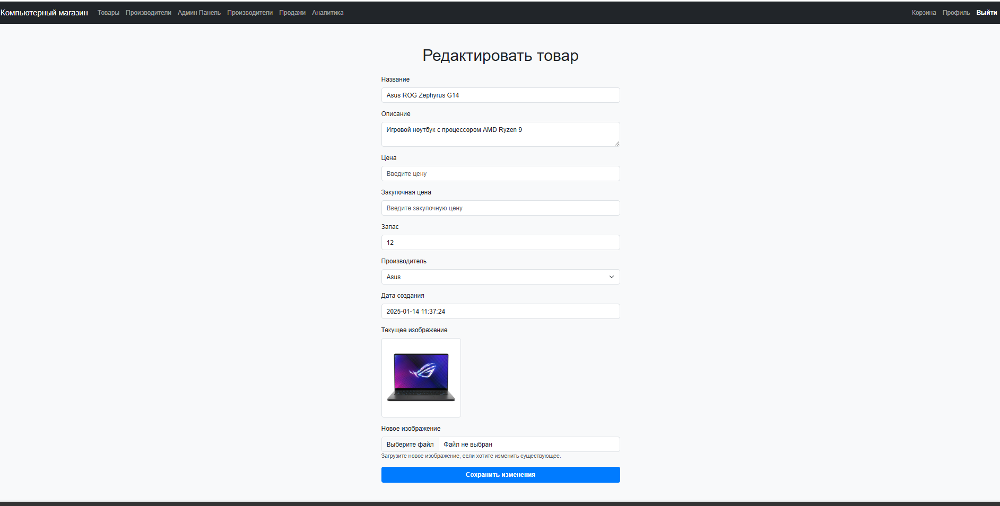 Компьютерный магазин Товары Производители Админ Панель Производители Продажи Аналитика Корзина Профиль Выйти
Редактировать товар
Название
Asus ROG Zephyrus G14
Описание
Игровой ноутбук с процессором AMD Ryzen 9
Цена
Введите цену
Закупочная цена
Введите закупочную цену
Запас
12
Производитель
Asus
Дата создания
2025-01-14 11:37:24
Текущее изображение
Новое изображение
Выберите файл Файл не выбран
Загрузите новое изображение, если хотите изменить существующее.
Сохранить изменения